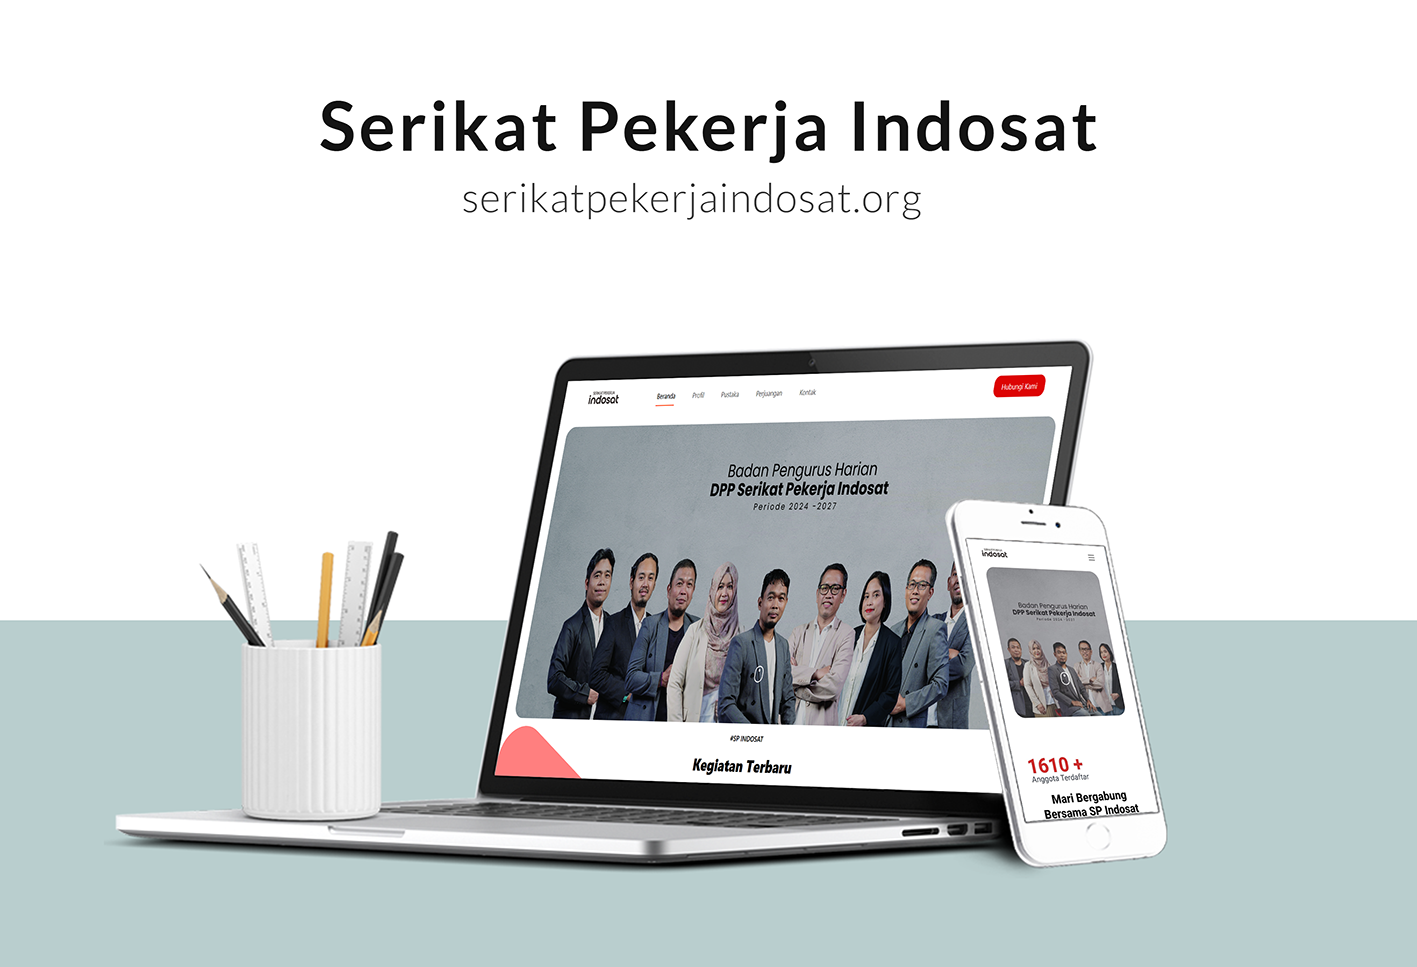 Serikat Pekerja Indosat
serikatpekerjaindosat.org
indosat
Beranda Profil Pustaka Perjuangan Kontak
Hubungi Kami
Badan Pengurus Harian
DPP Serikat Pekerja Indosat
Periode 2024 -2027
#SP INDOSAT
Kegiatan Terbaru
indosat
Badan Pengurus Harian
DPP Serikat Pekerja Indosat
Periode 2024 -2027
1610 +
Anggota Terdaftar
Mari Bergabung
Bersama SP Indosat